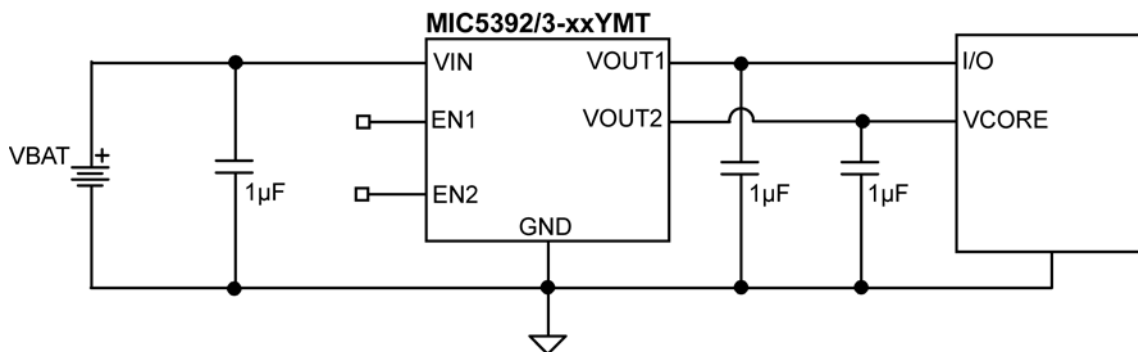 MIC5392/3-xxYMT
VIN
VOUT1
I/O
EN1
VOUT2
VCORE
VBAT
+
1µF
EN2
1µF
1µF
GND